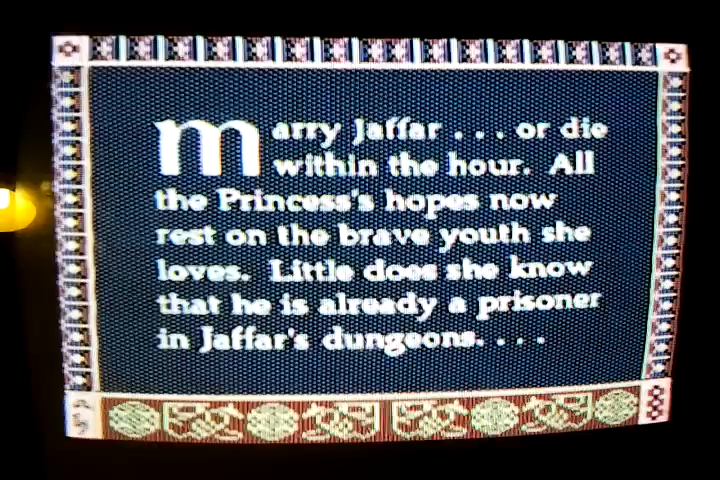 marry Jaffar . . . or die
within the hour. All
the Princess's hopes now
rest on the brave youth she
loves. Little does she know
that he is already a prisoner
in Jaffar's dungeons. . . .